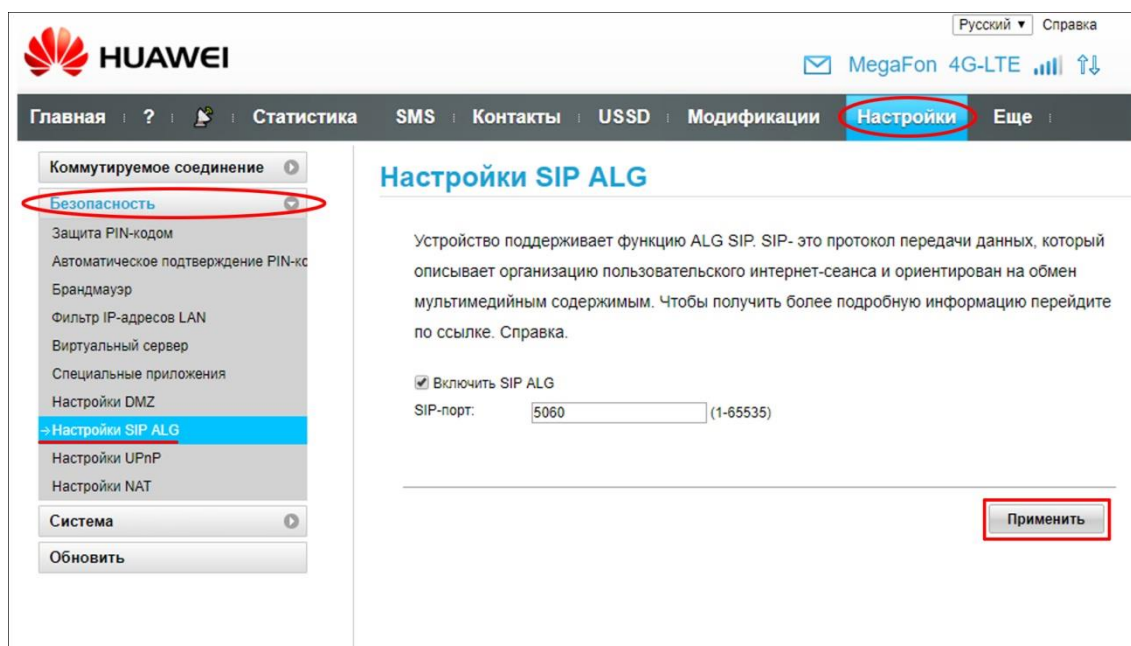 Русский ▼ Справка
HUAWEI
MegaFon 4G-LTE
Главная ? Статистика SMS Контакты USSD Модификации Настройки Еще
Коммутируемое соединение
Безопасность
Защита PIN-кодом
Автоматическое подтверждение PIN-кс
Брандмауэр
Фильтр IP-адресов LAN
Виртуальный сервер
Специальные приложения
Настройки DMZ
→Настройки SIP ALG
Настройки UPnP
Настройки NAT
Система
Обновить
Настройки SIP ALG
Устройство поддерживает функцию ALG SIP. SIP- это протокол передачи данных, который
описывает организацию пользовательского интернет-сеанса и ориентирован на обмен
мультимедийным содержимым. Чтобы получить более подробную информацию перейдите
по ссылке. Справка.
Включить SIP ALG
SIP-порт: 5060 (1-65535)
Применить